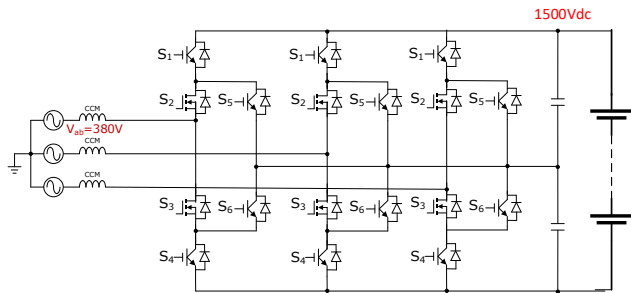 1500Vdc
S1 S1 S1
S2 S5 S2 S5 S2 S5
CCM
Vab=380V
CCM
CCM
S3 S6 S3 S6 S3 S6
S4 S4 S4